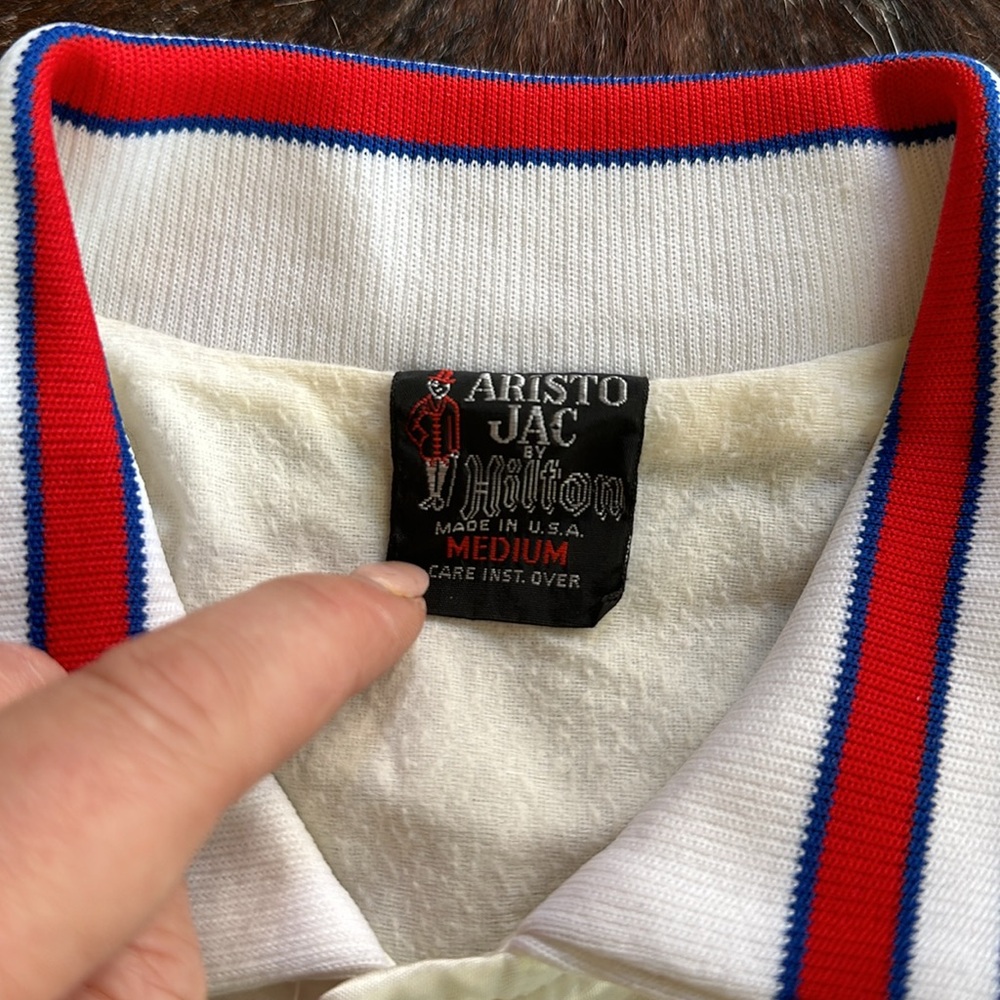 ARISTO
JAC
BY
Hilton
MADE IN U.S.A.
MEDIUM
CARE INST. OVER